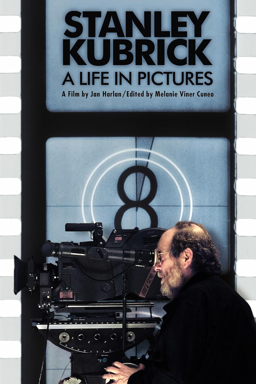 STANLEY
KUBRICK
A LIFE IN PICTURES
A Film by Jan Harlan/Edited by Melanie Viner Cuneo
8